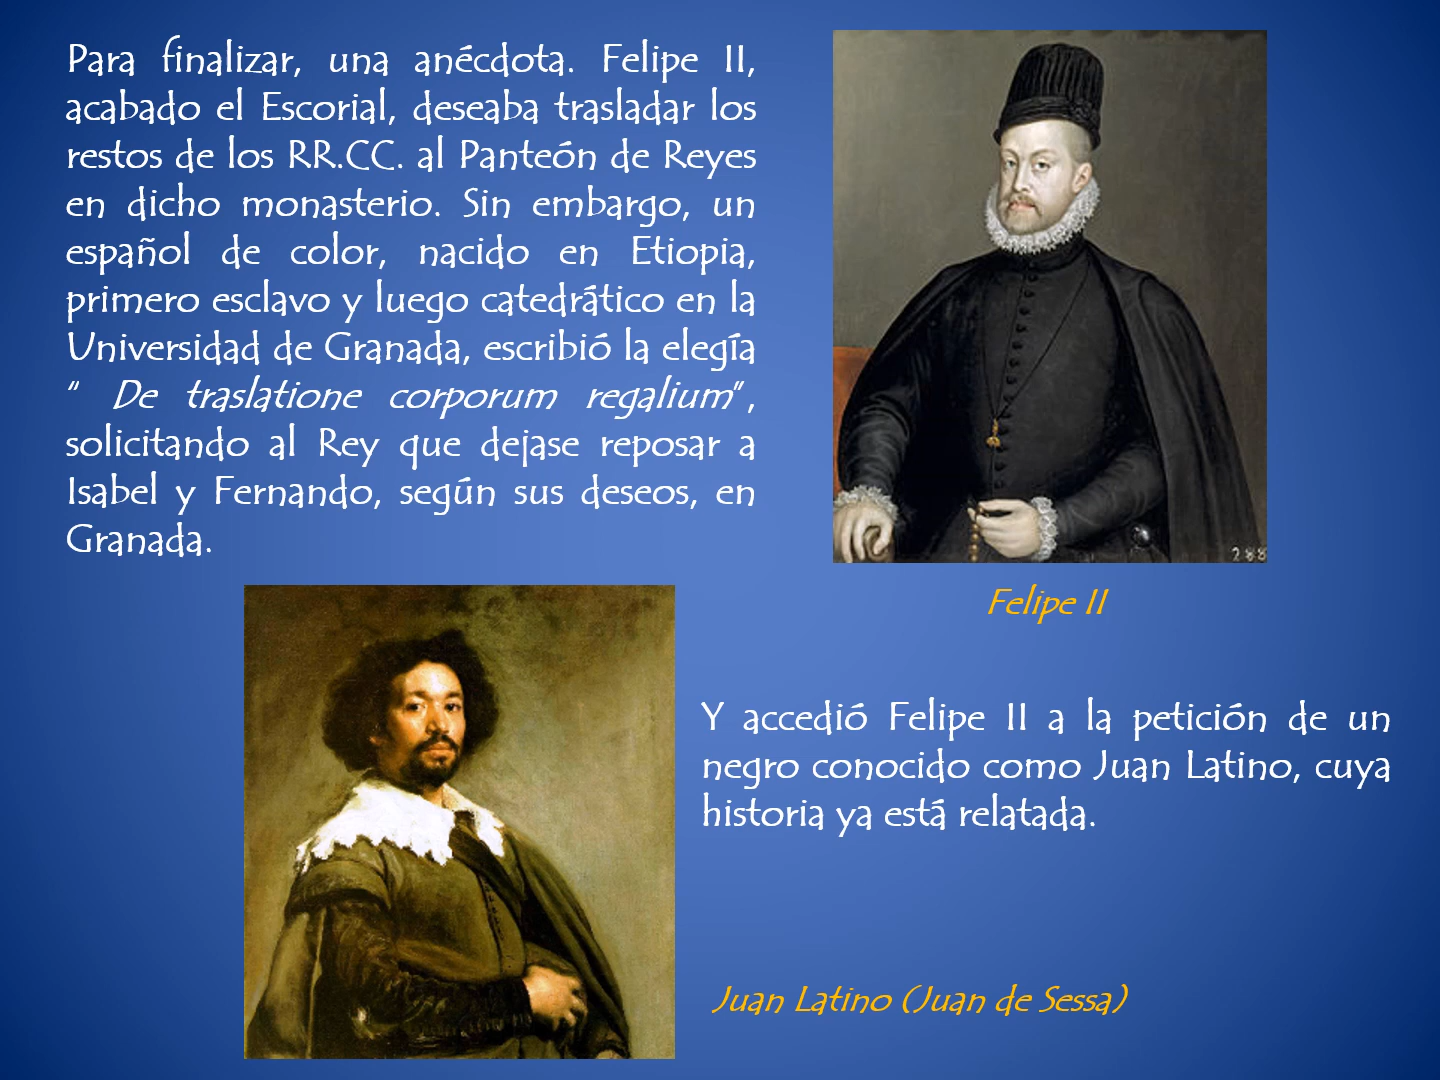 Para finalizar, una anécdota. Felipe II,
acabado el Escorial, deseaba trasladar los
restos de los RR.CC. al Panteón de Reyes
en dicho monasterio. Sin embargo, un
español de color, nacido en Etiopia,
primero esclavo y luego catedrático en la
Universidad de Granada, escribió la elegía
“ De traslatione corporum regalium”,
solicitando al Rey que dejase reposar a
Isabel y Fernando, según sus deseos, en
Granada.
288
Felipe II
Y accedió Felipe II a la petición de un
negro conocido como Juan Latino, cuya
historia ya está relatada.
Juan Latino (Juan de Sessa)